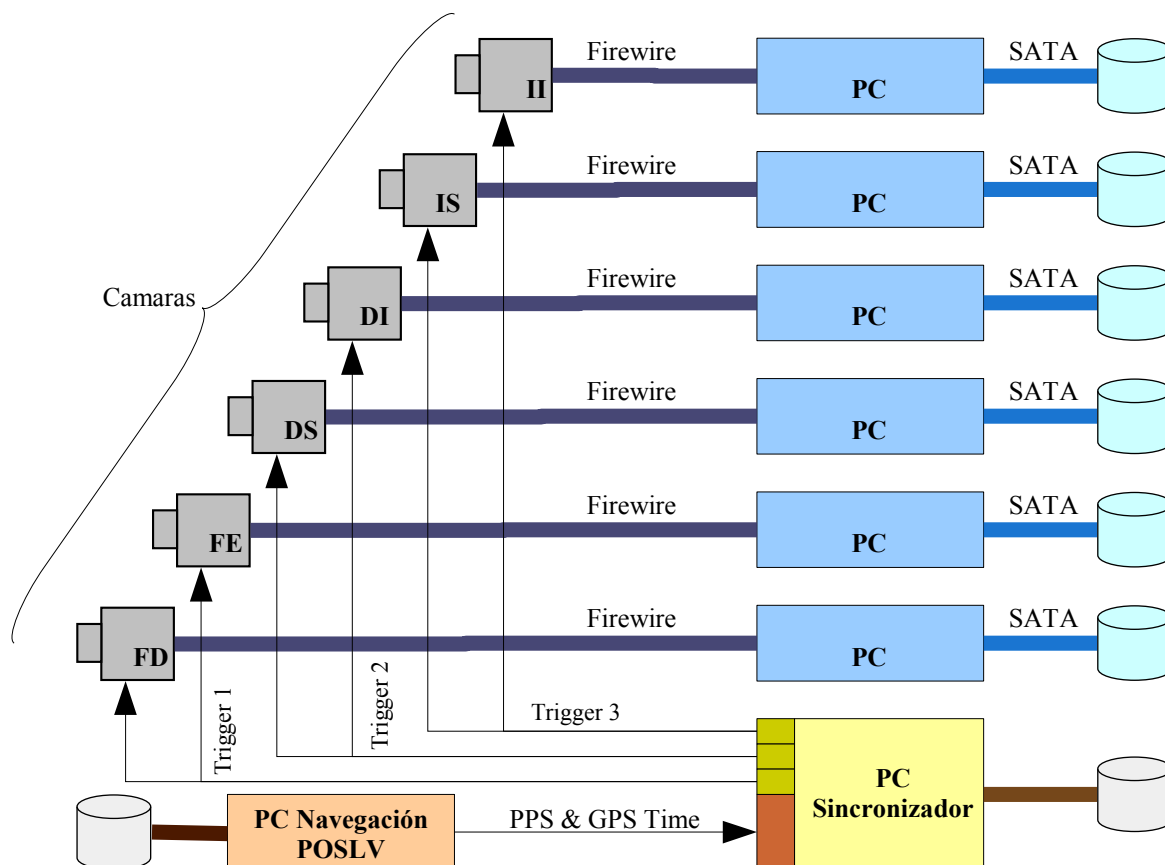 Firewire
SATA
II
PC
Firewire
SATA
IS
PC
Firewire
SATA
Camaras
DI
PC
Firewire
SATA
DS
PC
Firewire
SATA
FE
PC
Firewire
SATA
FD
PC
Trigger 1
Trigger 2
Trigger 3
PC
Sincronizador
PC Navegación
POSLV
PPS & GPS Time